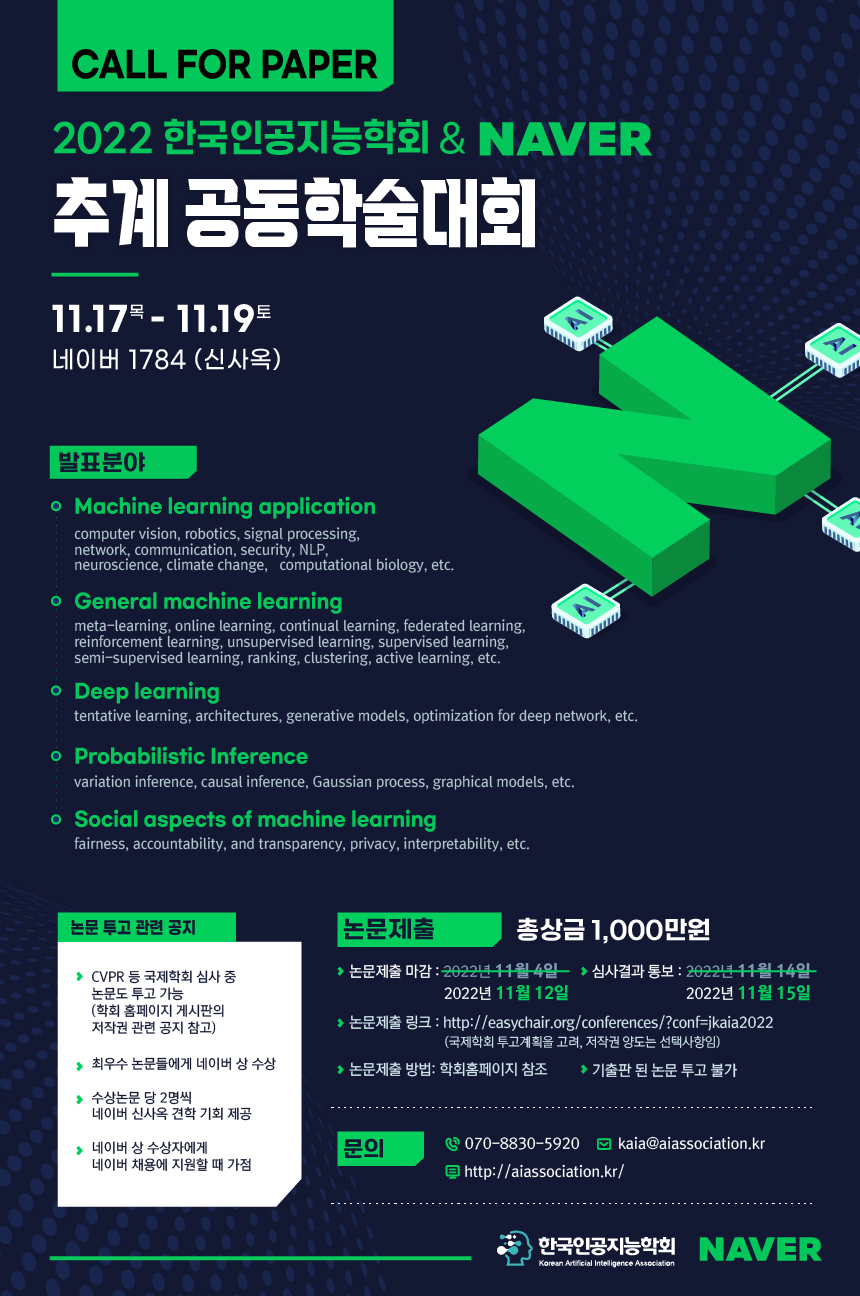 CALL FOR PAPER
2022 한국인공지능학회 & NAVER
추계 공동학술대회
11.17목 - 11.19토
네이버 1784 (신사옥)
AI
AI
AI
AI
발표분야
Machine learning application
computer vision, robotics, signal processing,
network, communication, security, NLP,
neuroscience, climate change, computational biology, etc.
General machine learning
meta-learning, online learning, continual learning, federated learning,
reinforcement learning, unsupervised learning, supervised learning,
semi-supervised learning, ranking, clustering, active learning, etc.
Deep learning
tentative learning, architectures, generative models, optimization for deep network, etc.
Probabilistic Inference
variation inference, causal inference, Gaussian process, graphical models, etc.
Social aspects of machine learning
fairness, accountability, and transparency, privacy, interpretability, etc.
논문 투고 관련 공지
CVPR 등 국제학회 심사 중
논문도 투고 가능
(학회 홈페이지 게시판의
저작권 관련 공지 참고)
최우수 논문들에게 네이버 상 수상
수상논문 당 2명씩
네이버 신사옥 견학 기회 제공
네이버 상 수상자에게
네이버 채용에 지원할 때 가점
논문제출 총상금 1,000만원
논문제출 마감 : 2022년 11월 4일 심사결과 통보 : 2022년 11월 14일
2022년 11월 12일 2022년 11월 15일
논문제출 링크 : http://easychair.org/conferences/?conf=jkaia2022
(국제학회 투고계획을 고려, 저작권 양도는 선택사항임)
논문제출 방법: 학회홈페이지 참조 기출판 된 논문 투고 불가
문의
070-8830-5920 kaia@aiassociation.kr
http://aiassociation.kr/
한국인공지능학회 NAVER
Korean Artificial Intelligence Association